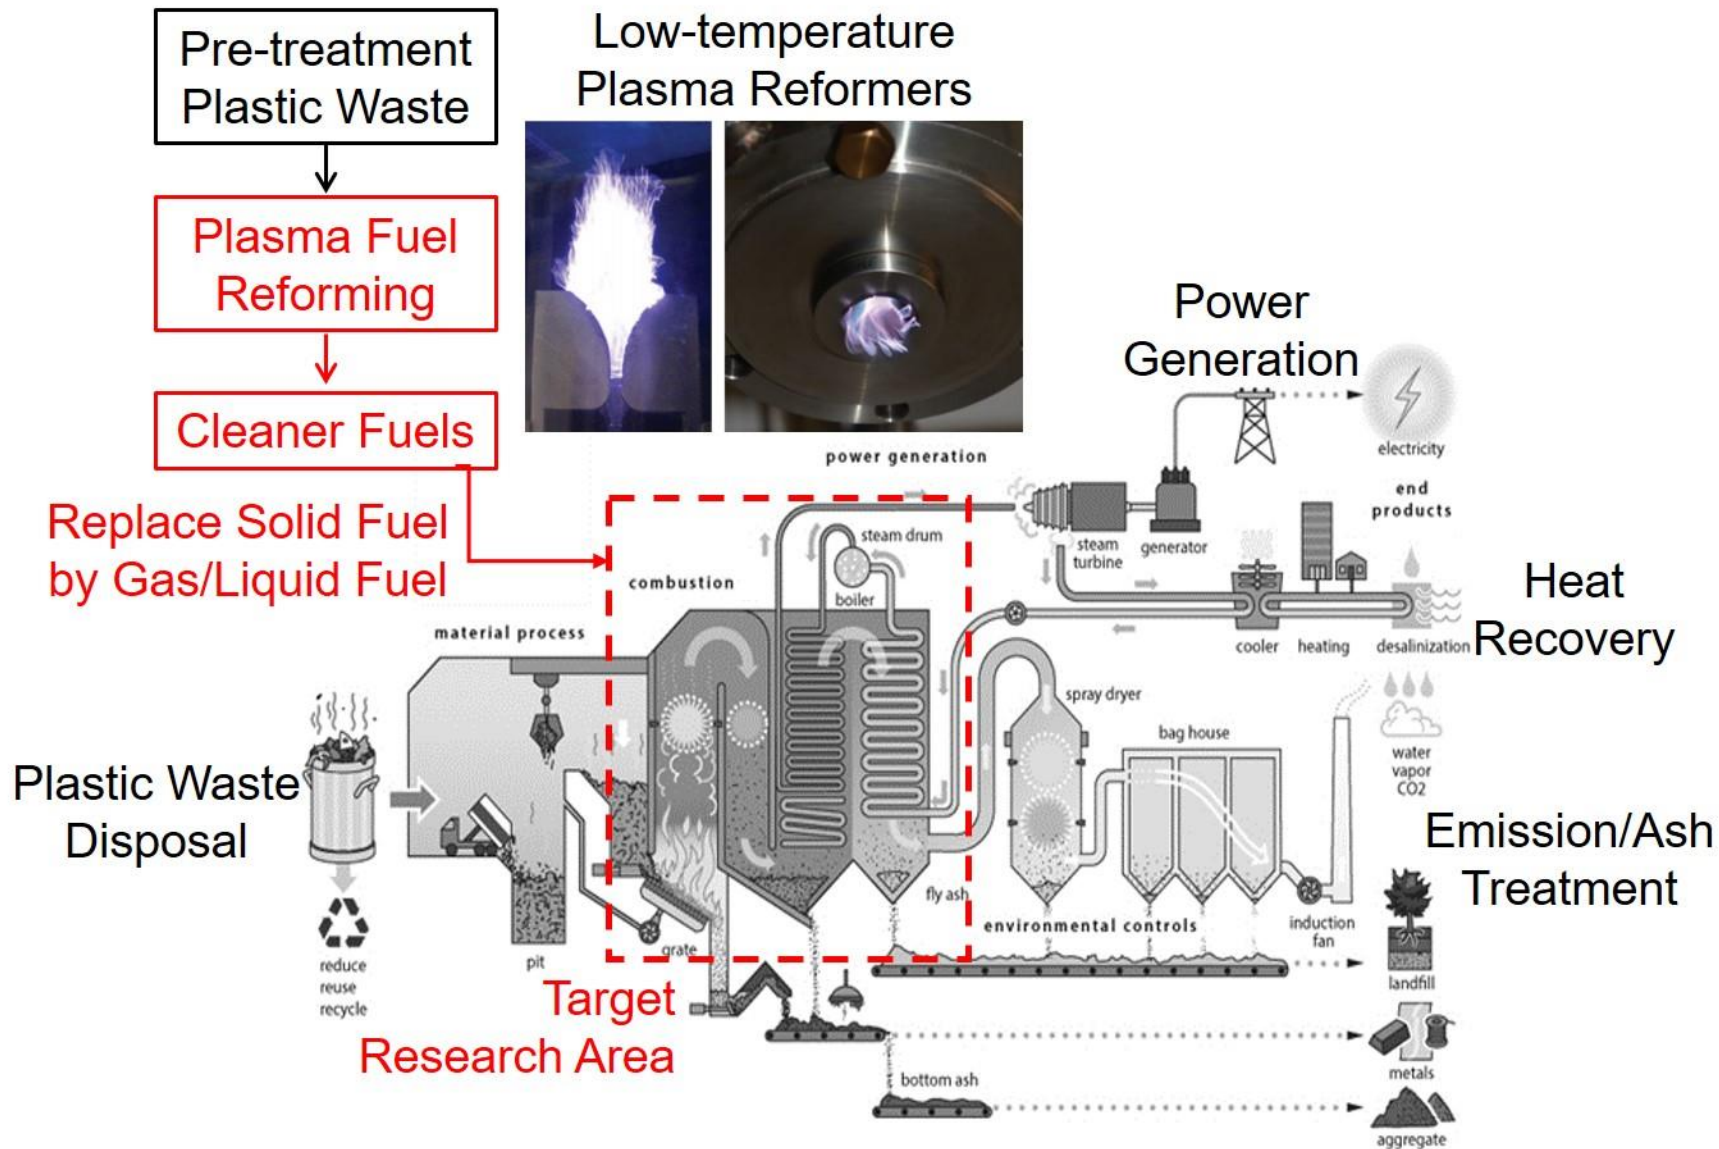 Pre-treatment
Plastic Waste
Low-temperature
Plasma Reformers
Plasma Fuel
Reforming
Cleaner Fuels
Replace Solid Fuel
by Gas/Liquid Fuel
Power
Generation
electricity
end
products
power generation
steam drum
boiler
combustion
steam
turbine
generator
cooler
heating
desalinization
Heat
Recovery
material process
spray dryer
bag house
water
vapor
CO2
Plastic Waste
Disposal
Emission/Ash
Treatment
reduce
reuse
recycle
pit
grate
fly ash
environmental controls
induction
fan
landfill
Target
Research Area
metals
bottom ash
aggregate